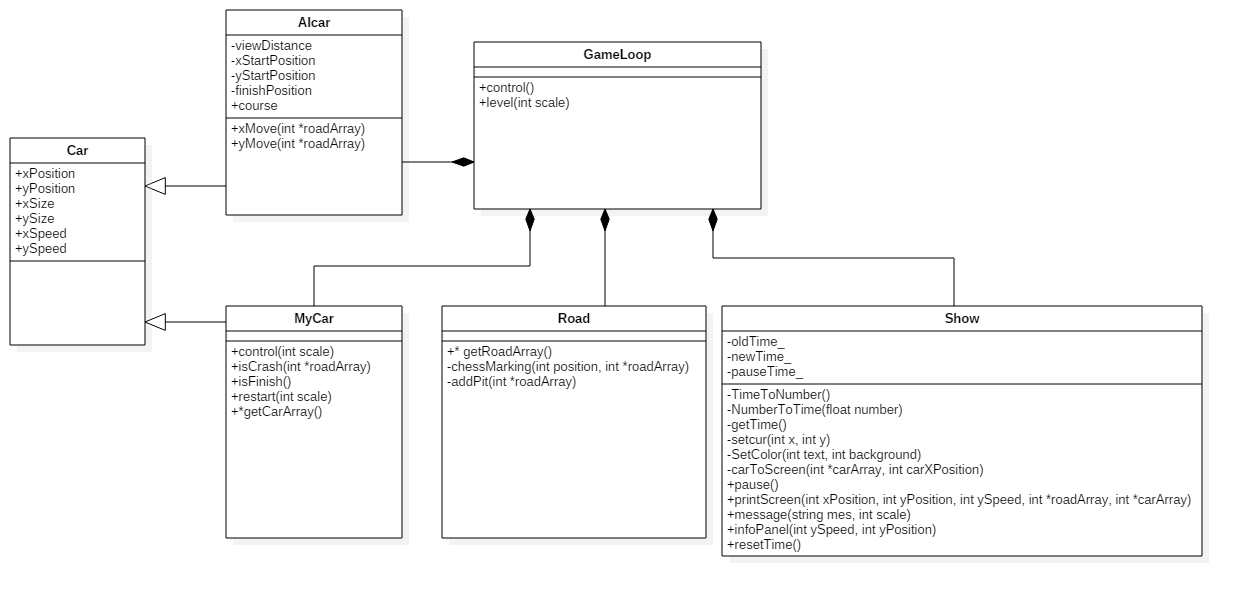 AIcar
-viewDistance
-xStartPosition
-yStartPosition
-finishPosition
+course
+xMove(int *roadArray)
+yMove(int *roadArray)
GameLoop
+control()
+level(int scale)
Car
+xPosition
+yPosition
+xSize
+ySize
+xSpeed
+ySpeed
MyCar
+control(int scale)
+isCrash(int *roadArray)
+isFinish()
+restart(int scale)
+*getCarArray()
Road
+* getRoadArray()
-chessMarking(int position, int *roadArray)
-addPit(int *roadArray)
Show
-oldTime_
-newTime_
-pauseTime_
-TimeToNumber()
-NumberToTime(float number)
-getTime()
-setcur(int x, int y)
-SetColor(int text, int background)
-carToScreen(int *carArray, int carXPosition)
+pause()
+printScreen(int xPosition, int yPosition, int ySpeed, int *roadArray, int *carArray)
+message(string mes, int scale)
+infoPanel(int ySpeed, int yPosition)
+resetTime()